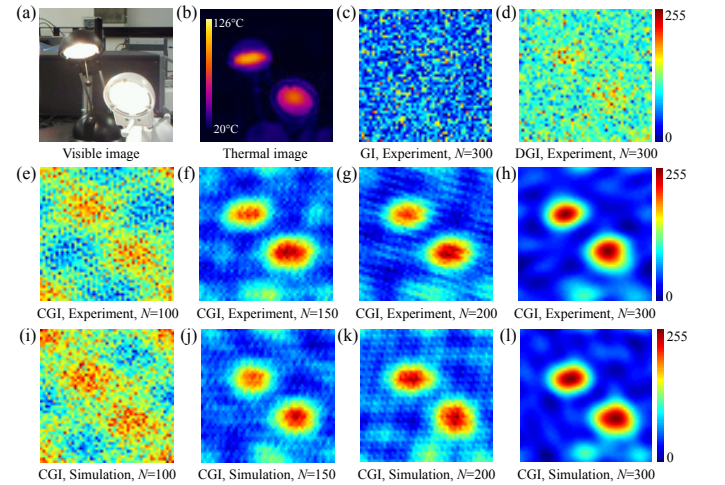 (a) (b) (c) (d)
126°C
20°C
255
0
Visible image Thermal image GI, Experiment, N=300 DGI, Experiment, N=300
(e) (f) (g) (h)
255
0
CGI, Experiment, N=100 CGI, Experiment, N=150 CGI, Experiment, N=200 CGI, Experiment, N=300
(i) (j) (k) (l)
255
0
CGI, Simulation, N=100 CGI, Simulation, N=150 CGI, Simulation, N=200 CGI, Simulation, N=300